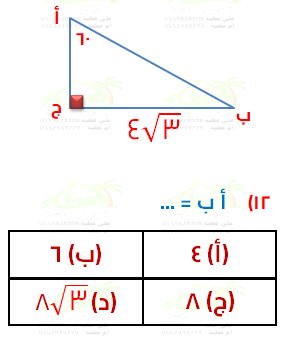 أ
٦٠
ج
ب
٤√٣
١٢) أ ب = ...
(أ) ٤
(ب) ٦
(ج) ٨
(د) ٨√٣